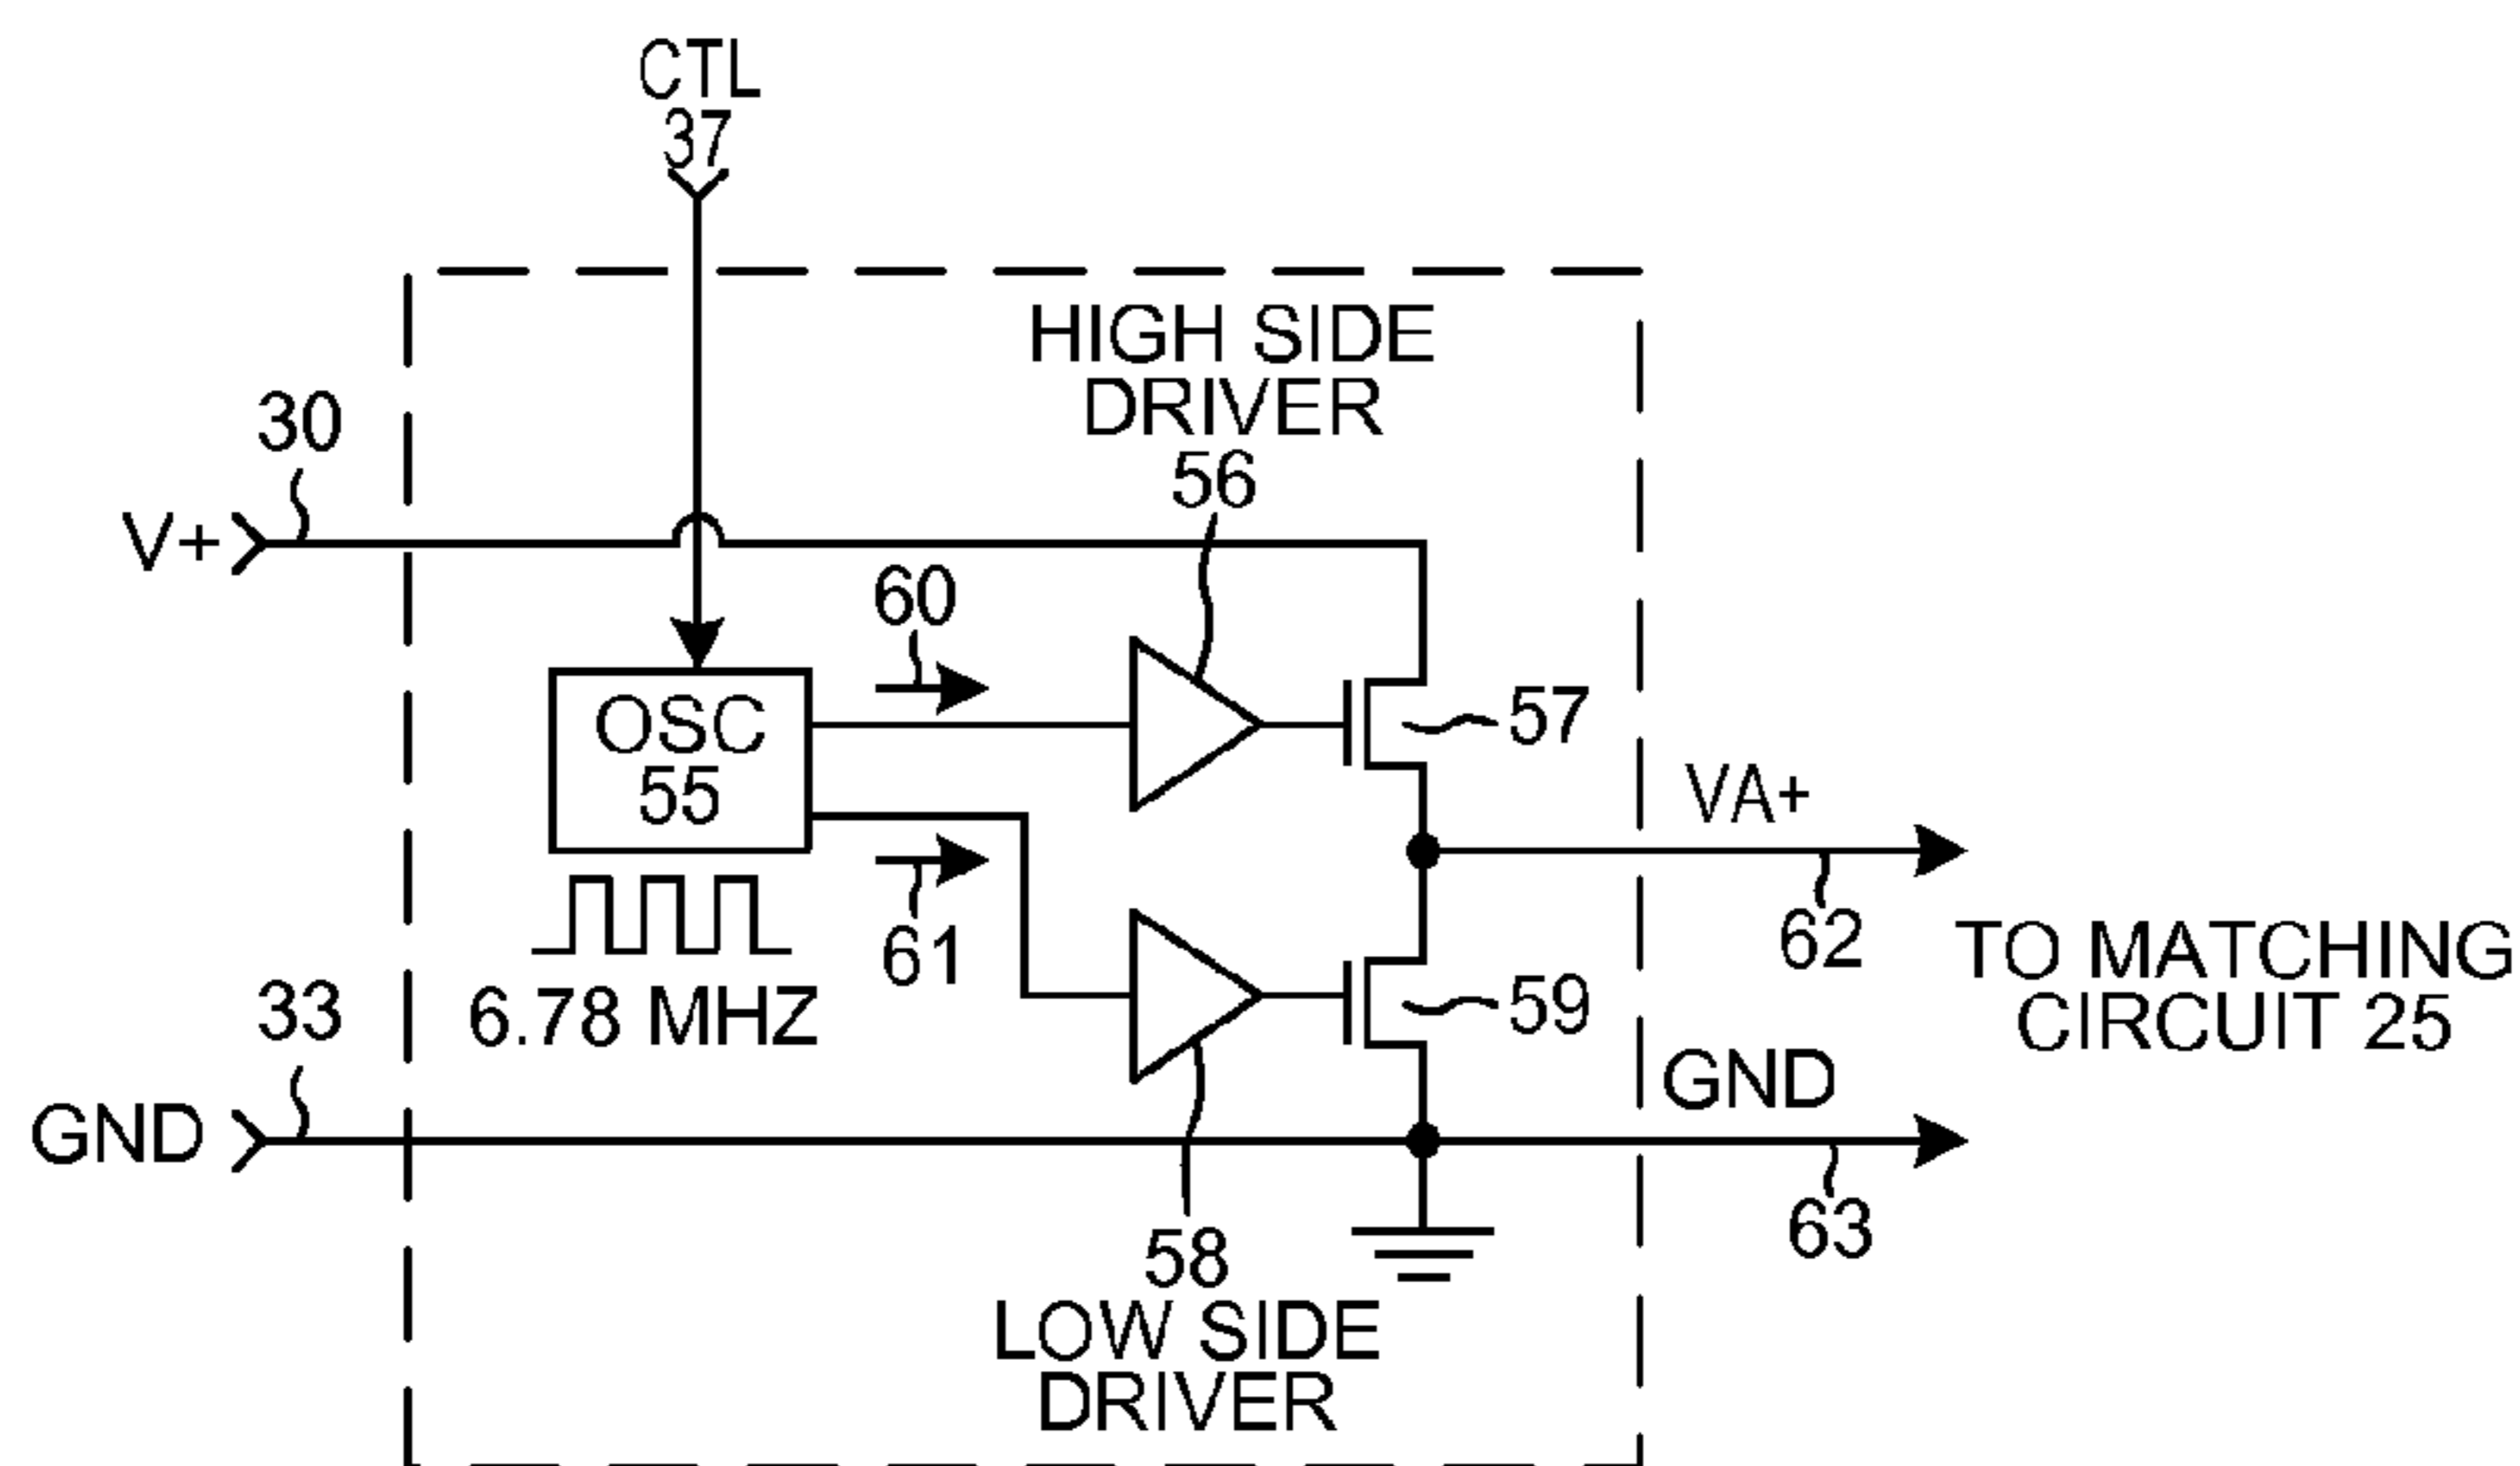 CTL
37
HIGH SIDE
DRIVER
56
30
V+
60
OSC
55
57
VA+
61
62
TO MATCHING
CIRCUIT 25
6.78 MHZ
59
33
GND
GND
63
58
LOW SIDE
DRIVER